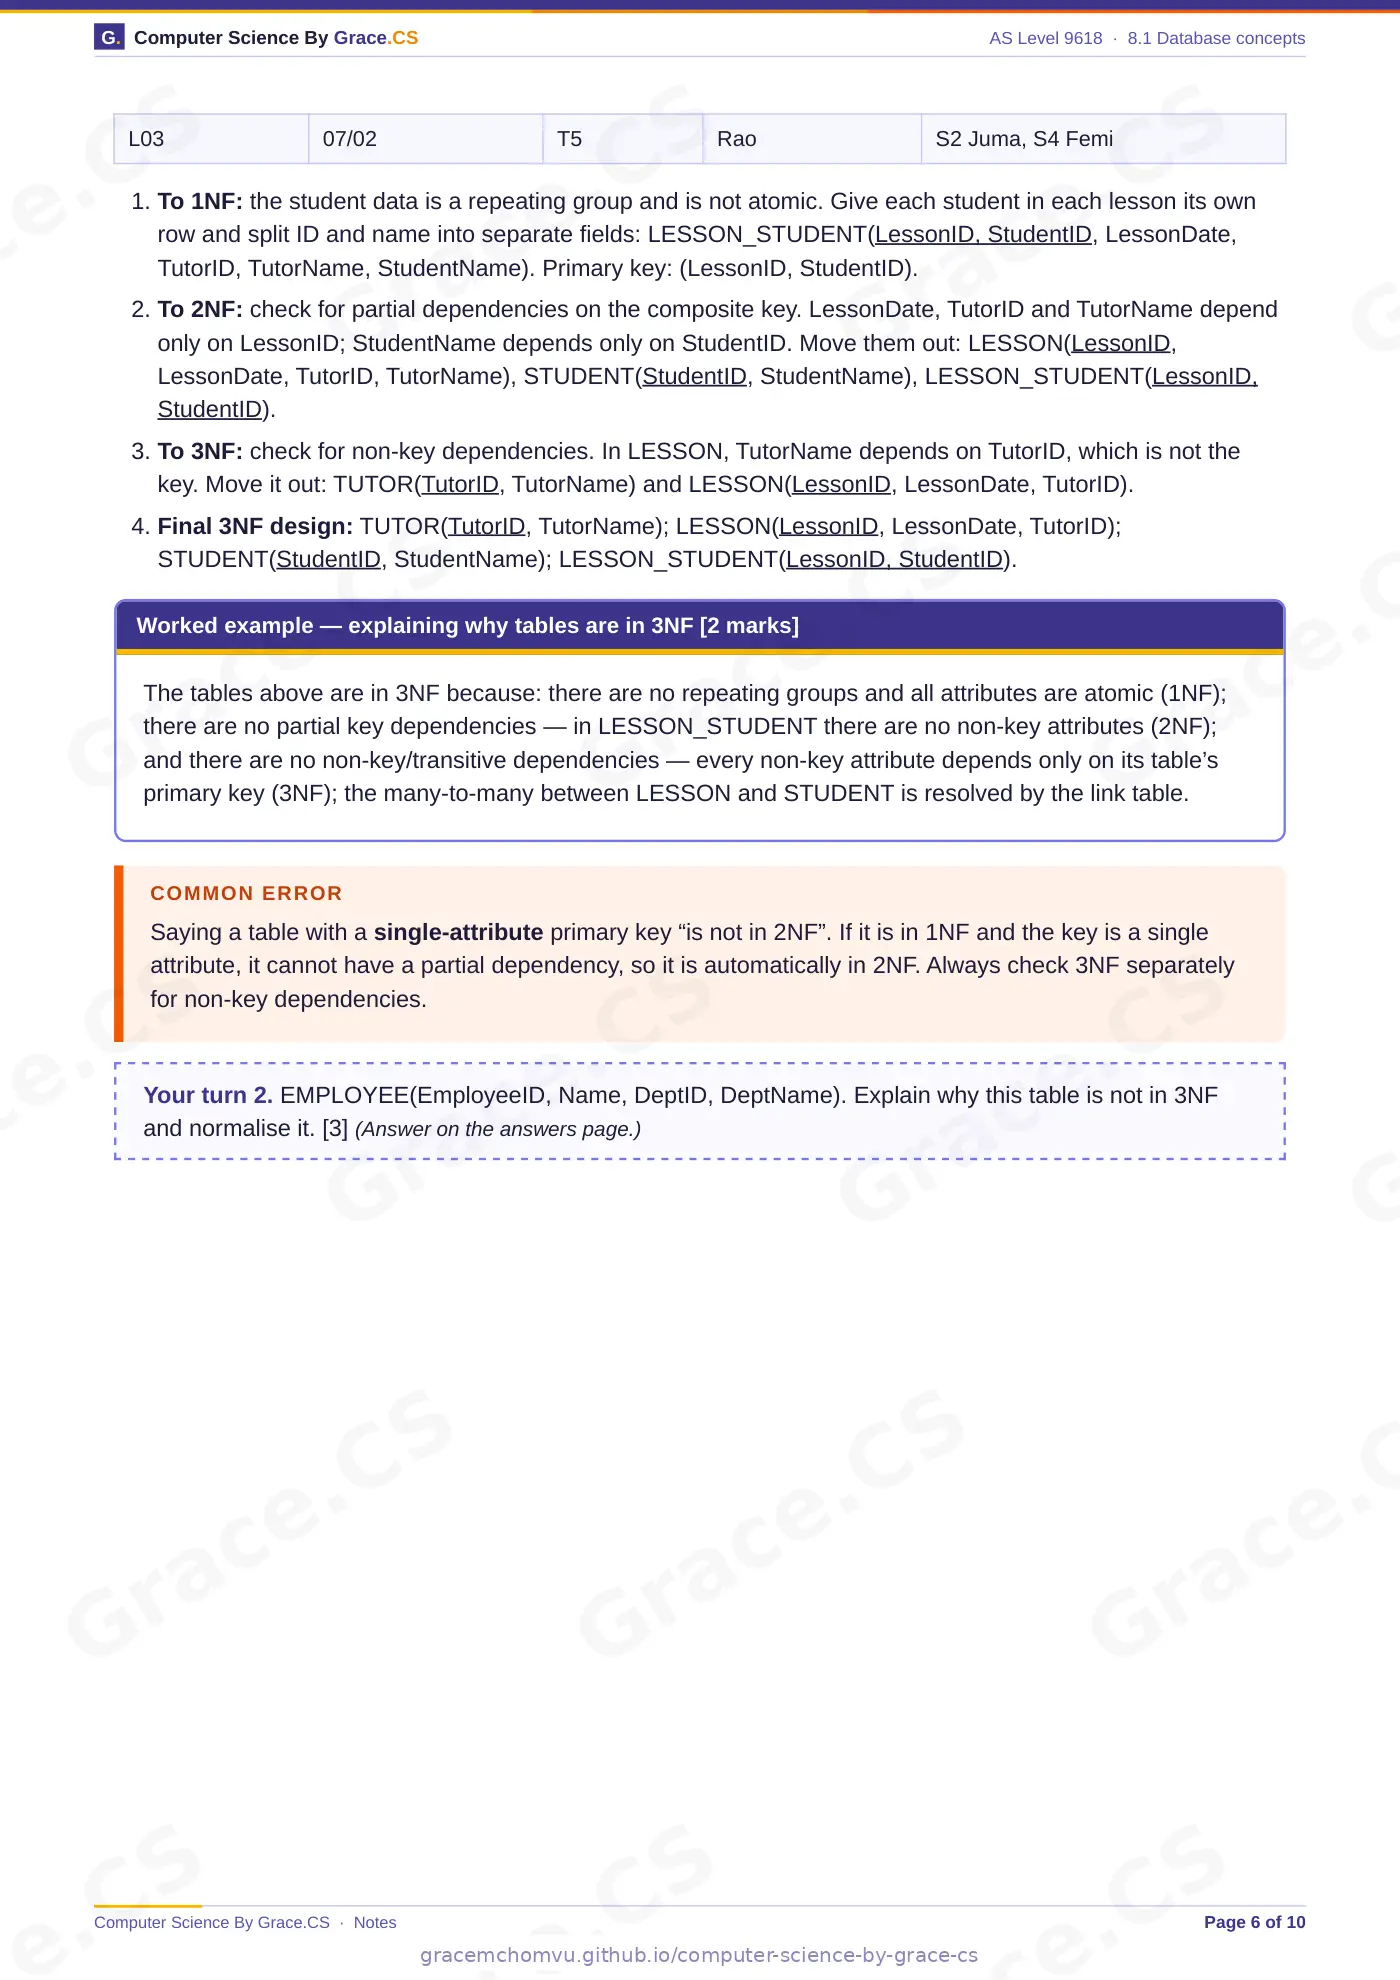 G. Computer Science By Grace.CS
AS Level 9618 · 8.1 Database concepts
L03 07/02 T5 Rao S2 Juma, S4 Femi
1. To 1NF: the student data is a repeating group and is not atomic. Give each student in each lesson its own
row and split ID and name into separate fields: LESSON_STUDENT(LessonID, StudentID, LessonDate,
TutorID, TutorName, StudentName). Primary key: (LessonID, StudentID).
2. To 2NF: check for partial dependencies on the composite key. LessonDate, TutorID and TutorName depend
only on LessonID; StudentName depends only on StudentID. Move them out: LESSON(LessonID,
LessonDate, TutorID, TutorName), STUDENT(StudentID, StudentName), LESSON_STUDENT(LessonID,
StudentID).
3. To 3NF: check for non-key dependencies. In LESSON, TutorName depends on TutorID, which is not the
key. Move it out: TUTOR(TutorID, TutorName) and LESSON(LessonID, LessonDate, TutorID).
4. Final 3NF design: TUTOR(TutorID, TutorName); LESSON(LessonID, LessonDate, TutorID);
STUDENT(StudentID, StudentName); LESSON_STUDENT(LessonID, StudentID).
Worked example — explaining why tables are in 3NF [2 marks]
The tables above are in 3NF because: there are no repeating groups and all attributes are atomic (1NF);
there are no partial key dependencies — in LESSON_STUDENT there are no non-key attributes (2NF);
and there are no non-key/transitive dependencies — every non-key attribute depends only on its table’s
primary key (3NF); the many-to-many between LESSON and STUDENT is resolved by the link table.
COMMON ERROR
Saying a table with a single-attribute primary key “is not in 2NF”. If it is in 1NF and the key is a single
attribute, it cannot have a partial dependency, so it is automatically in 2NF. Always check 3NF separately
for non-key dependencies.
Your turn 2. EMPLOYEE(EmployeeID, Name, DeptID, DeptName). Explain why this table is not in 3NF
and normalise it. [3] (Answer on the answers page.)
Computer Science By Grace.CS · Notes
Page 6 of 10
gracemchomvu.github.io/computer-science-by-grace-cs